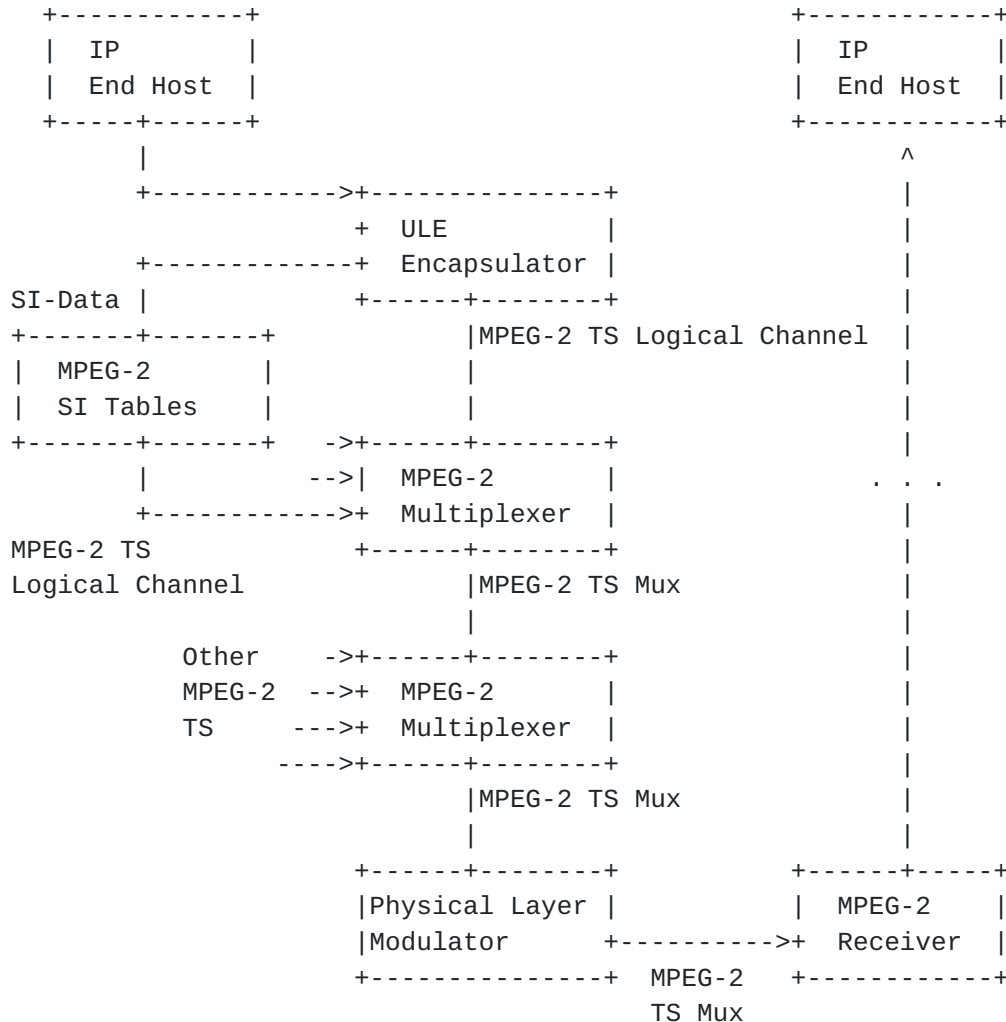 IP IP
End Host End Host
ULE
Encapsulator
SI-Data
MPEG-2 TS Logical Channel
MPEG-2
SI Tables
MPEG-2
. . .
Multiplexer
MPEG-2 TS
Logical Channel MPEG-2 TS Mux
Other
MPEG-2 MPEG-2
TS Multiplexer
MPEG-2 TS Mux
Physical Layer MPEG-2
Modulator Receiver
MPEG-2
TS Mux